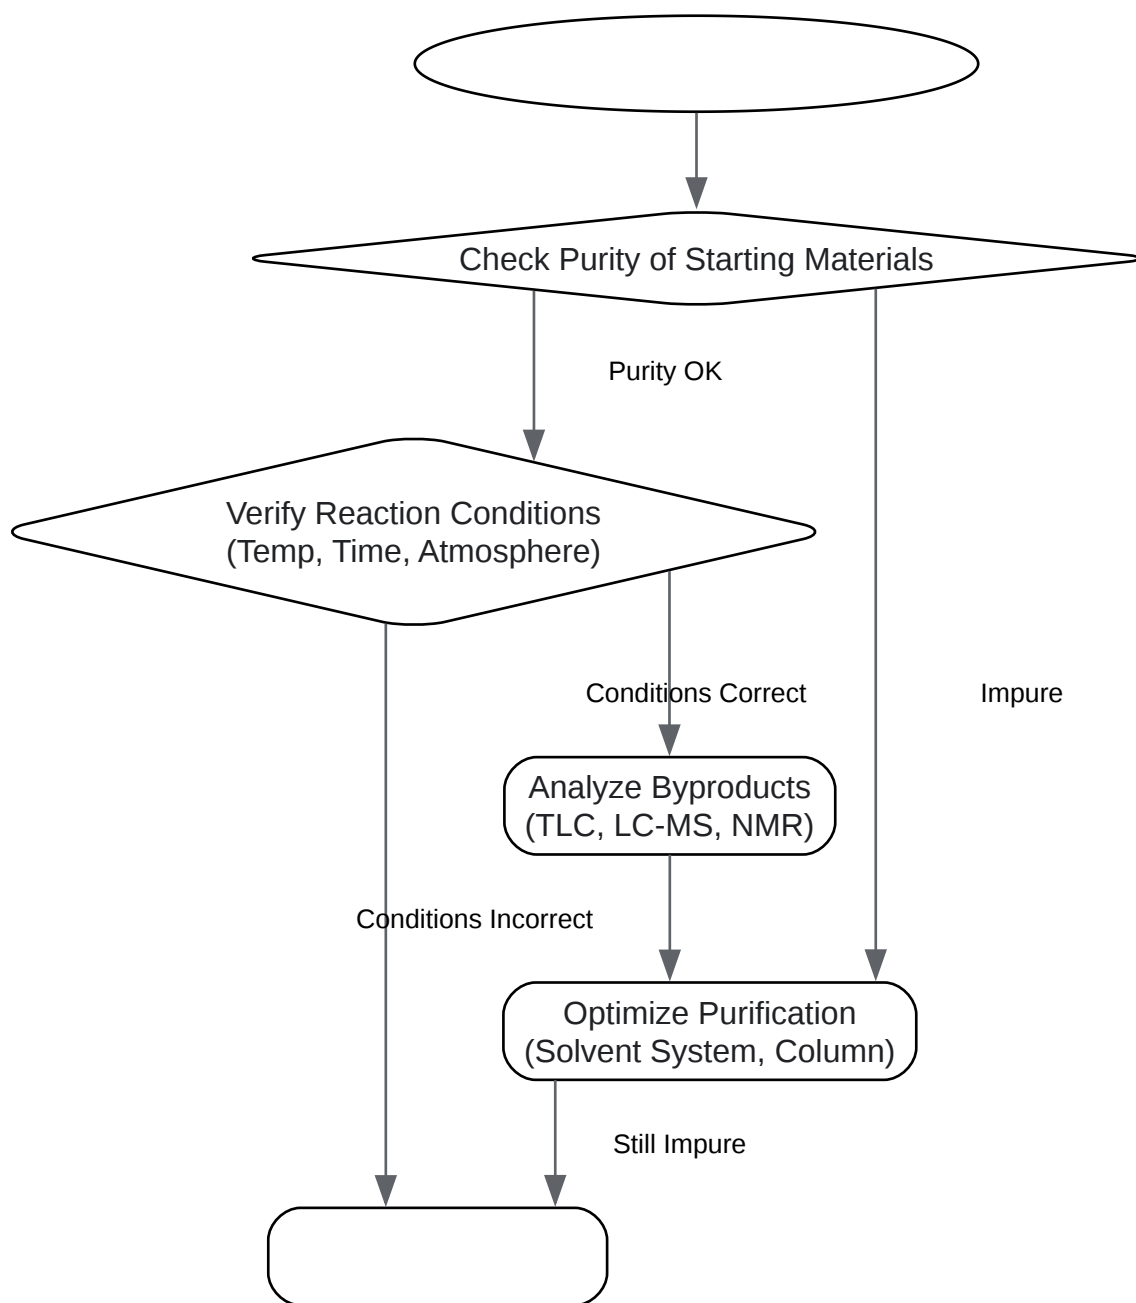 Check Purity of Starting Materials
Purity OK
Verify Reaction Conditions
(Temp, Time, Atmosphere)
Conditions Correct
Impure
Analyze Byproducts
(TLC, LC-MS, NMR)
Conditions Incorrect
Optimize Purification
(Solvent System, Column)
Still Impure